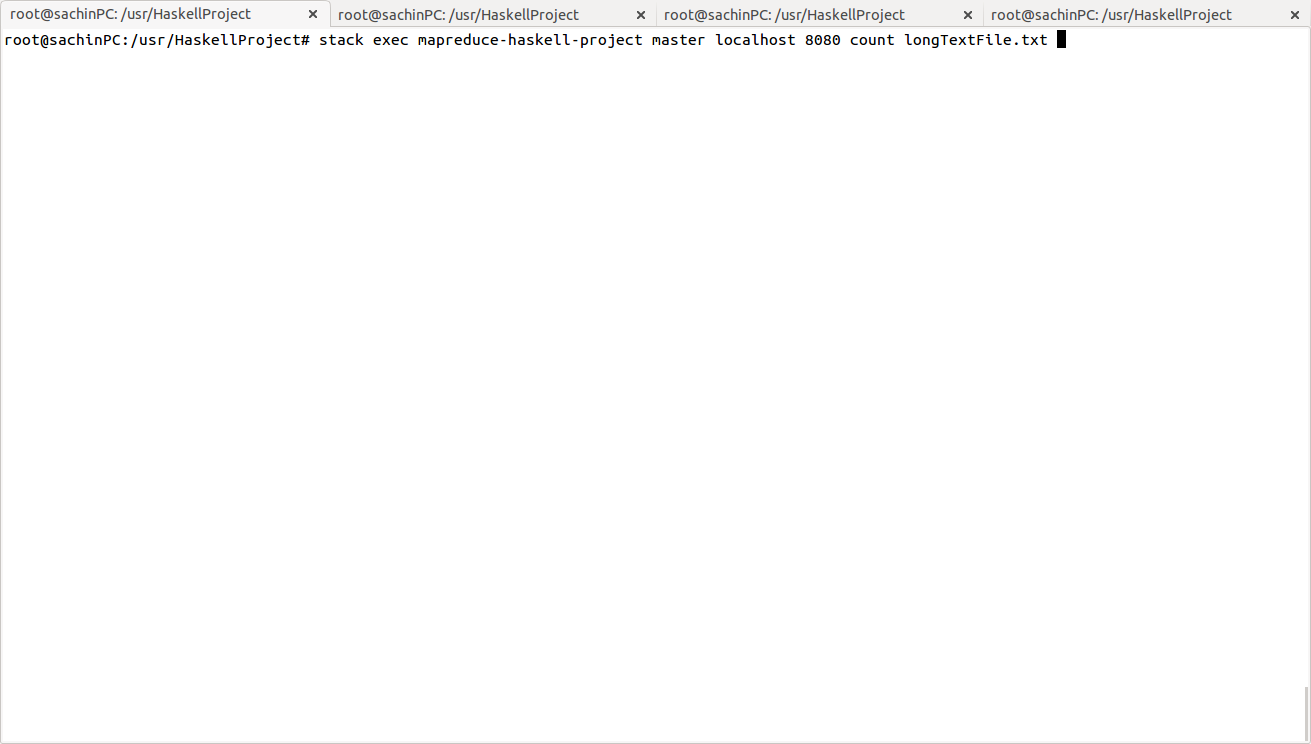 root@sachinPC: /usr/HaskellProject × root@sachinPC: /usr/HaskellProject × root@sachinPC: /usr/HaskellProject × root@sachinPC: /usr/HaskellProject ×
root@sachinPC:/usr/HaskellProject# stack exec mapreduce-haskell-project master localhost 8080 count longTextFile.txt